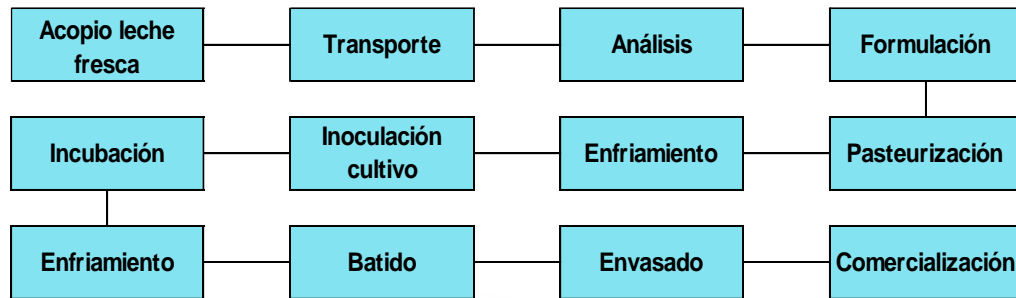 Acopio leche
fresca
Transporte
Análisis
Formulación
Incubación
Inoculación
cultivo
Enfriamiento
Pasteurización
Enfriamiento
Batido
Envasado
Comercialización